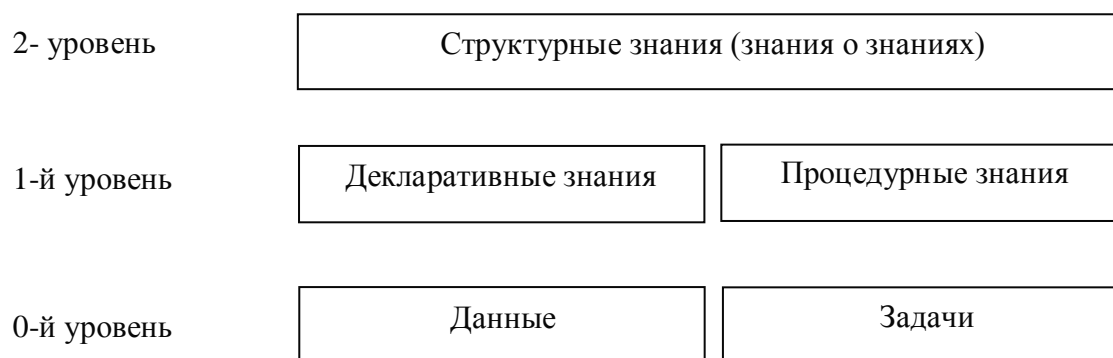 2- уровень
Структурные знания (знания о знаниях)
1-й уровень
Декларативные знания
Процедурные знания
0-й уровень
Данные
Задачи